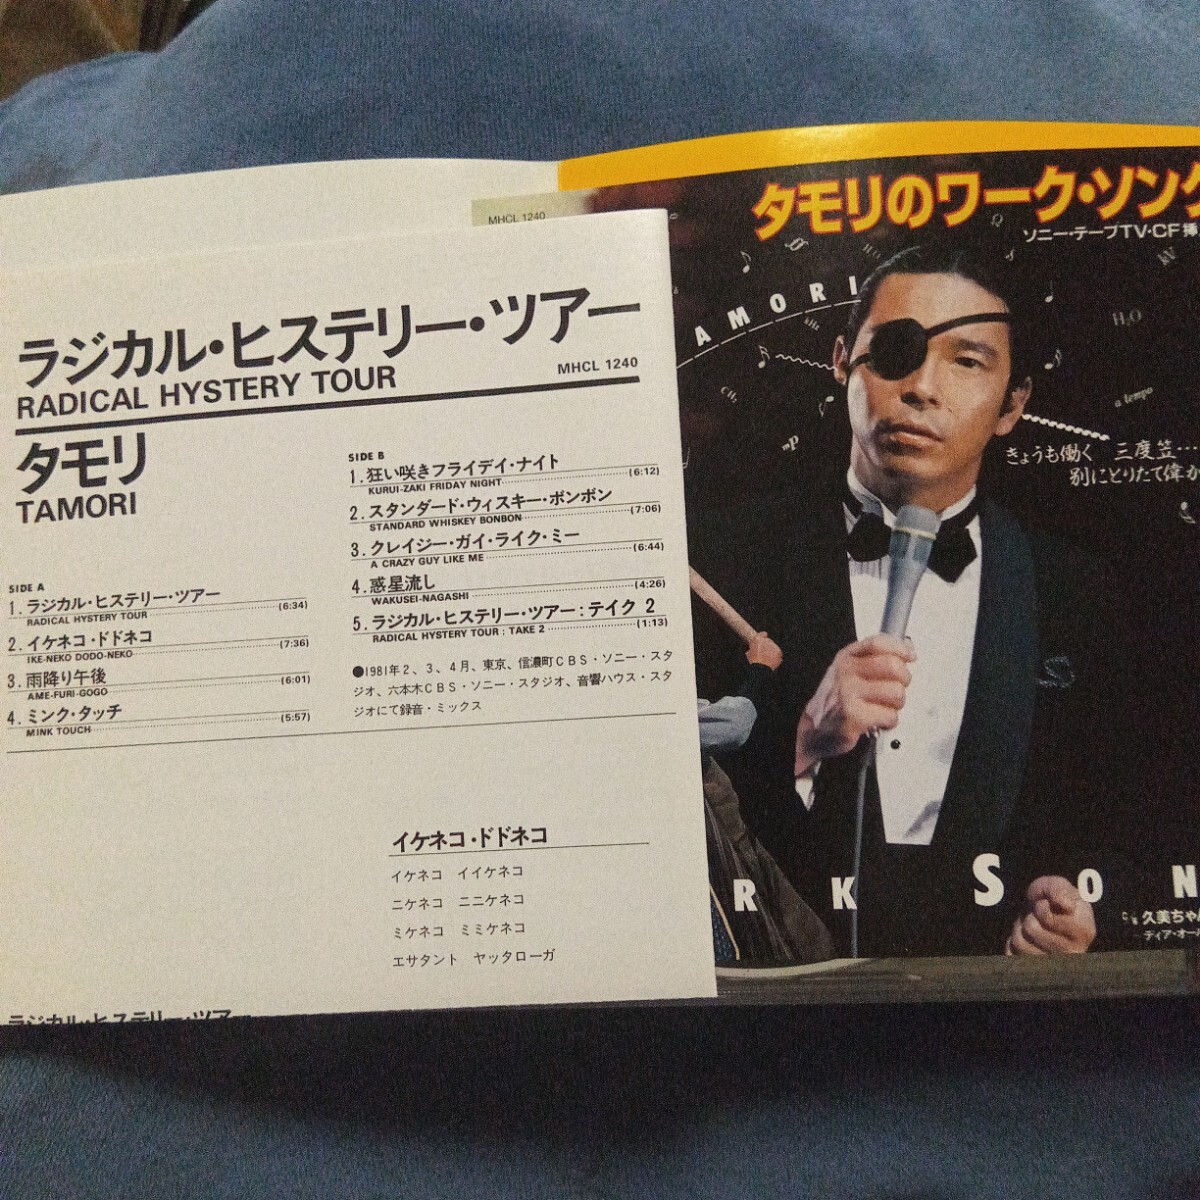 ラジカル・ヒステリー・ツアー
RADICAL HYSTERY TOUR
MHCL 1240
タモリ
TAMORI
SIDE A
1. ラジカル・ヒステリー・ツアー
RADICAL HYSTERY TOUR (6:34)
2. イケネコ・ドドネコ
IKE-NEKO DODO-NEKO (7:36)
3. 雨降り午後
AME-FURI-GOGO (6:01)
4. ミンク・タッチ
MINK TOUCH (5:57)
SIDE B
1. 狂い咲きフライデイ・ナイト
KURUI-ZAKI FRIDAY NIGHT (6:12)
2. スタンダード・ウィスキー・ボンボン
STANDARD WHISKEY BONBON (7:06)
3. クレイジー・ガイ・ライク・ミー
A CRAZY GUY LIKE ME (6:44)
4. 惑星流し
WAKUSEI-NAGASHI (4:26)
5. ラジカル・ヒステリー・ツアー：テイク 2
RADICAL HYSTERY TOUR : TAKE 2 (1:13)
●1981年2、3、4月、東京、信濃町CBS・ソニー・スタ
ジオ、六本木CBS・ソニー・スタジオ、音響ハウス・スタ
ジオにて録音・ミックス
イケネコ・ドドネコ
イケネコ　イイケネコ
ニケネコ　ニニケネコ
ミケネコ　ミミケネコ
エサタント　ヤッタローガ
ラジカル・ヒステリー・ツアー
MHCL 1240
タモリのワーク・ソング
ソニー・テープTV・CF挿
AMORI
H₂O
kV
H₂O
CH₄
a tempo
mp
きょうも働く　三度笠…
別にとりたて偉か
RK SON
c/w 久美ちゃん
ディア・オー